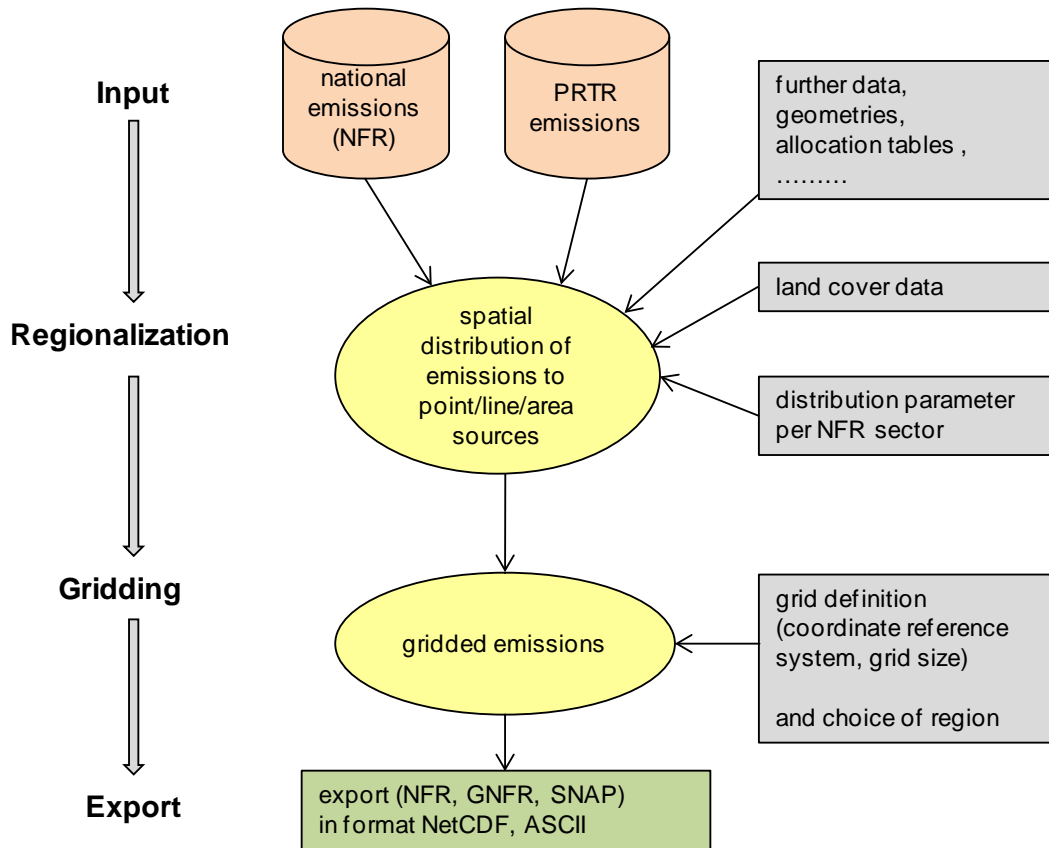 Input
national
emissions
(NFR)
PRTR
emissions
further data,
geometries,
allocation tables ,
………
land cover data
Regionalization
spatial
distribution of
emissions to
point/line/area
sources
distribution parameter
per NFR sector
Gridding
gridded emissions
grid definition
(coordinate reference
system, grid size)
and choice of region
Export
export (NFR, GNFR, SNAP)
in format NetCDF, ASCII